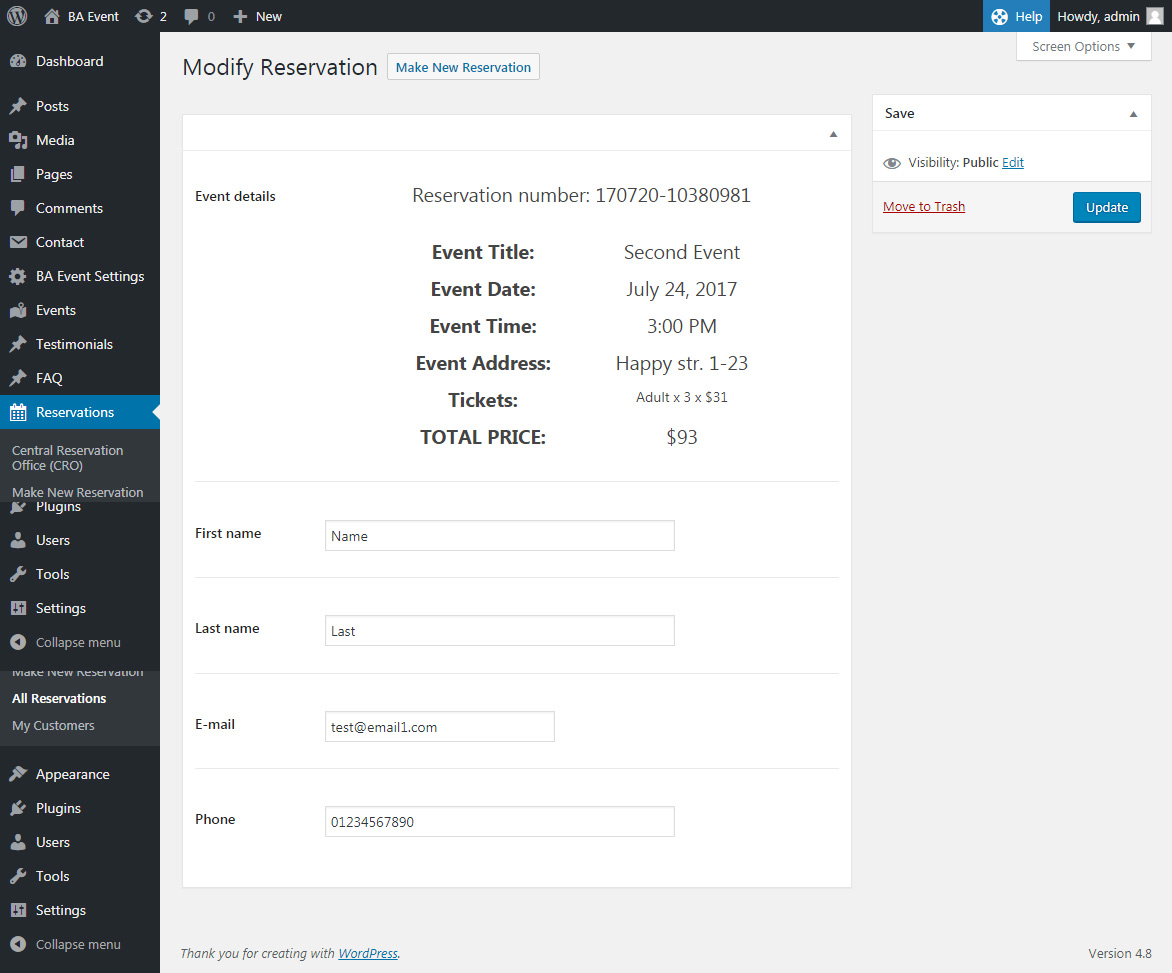 BA Event 2 0 New Help Howdy, admin
Dashboard
Posts
Media
Pages
Comments
Contact
BA Event Settings
Events
Testimonials
FAQ
Reservations
Central Reservation
Office (CRO)
Make New Reservation
Plugins
Users
Tools
Settings
Collapse menu
Make New Reservation
All Reservations
My Customers
Appearance
Plugins
Users
Tools
Settings
Collapse menu
Screen Options
Modify Reservation Make New Reservation
Event details
Reservation number: 170720-10380981
Event Title: Second Event
Event Date: July 24, 2017
Event Time: 3:00 PM
Event Address: Happy str. 1-23
Tickets: Adult x 3 x $31
TOTAL PRICE: $93
First name Name
Last name Last
E-mail test@email1.com
Phone 01234567890
Save
Visibility: Public Edit
Move to Trash Update
Thank you for creating with WordPress. Version 4.8